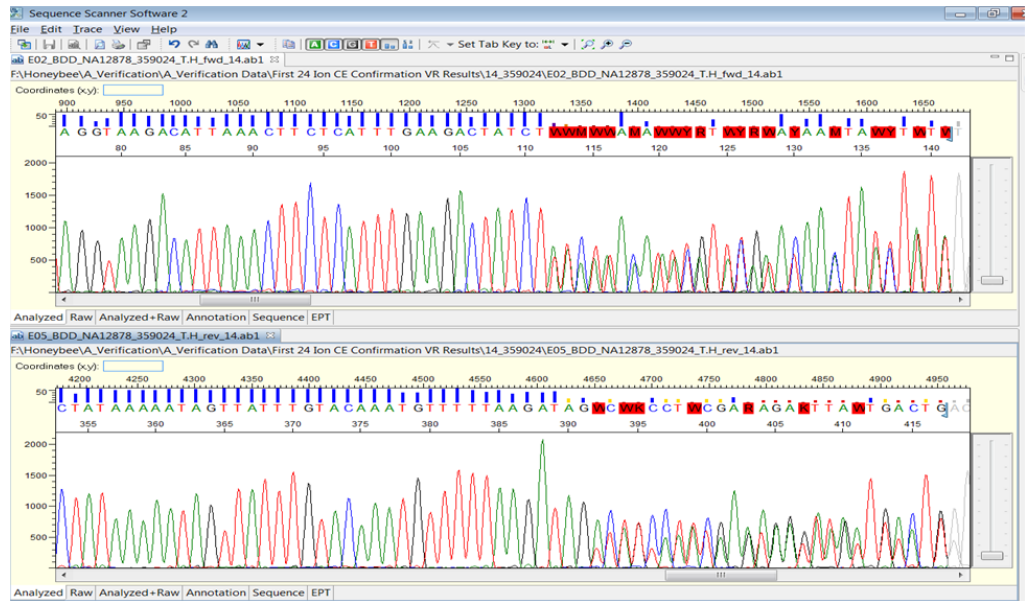 Sequence Scanner Software 2
File Edit Trace View Help
A C G T Set Tab Key to:
E02_BDD_NA12878_359024_T.H_fwd_14.ab1
F:\Honeybee\A_Verification\A_Verification Data\First 24 Ion CE Confirmation VR Results\14_359024\E02_BDD_NA12878_359024_T.H_fwd_14.ab1
Coordinates (x,y):
900 950 1000 1050 1100 1150 1200 1250 1300 1350 1400 1450 1500 1550 1600 1650
50
AGGTAAGACATTAAACTTCTCATTTGAAGACTATCT
80 85 90 95 100 105 110 115 120 125 130 135 140
2000
1500
1000
500
Analyzed Raw Analyzed+Raw Annotation Sequence EPT
E05_BDD_NA12878_359024_T.H_rev_14.ab1
F:\Honeybee\A_Verification\A_Verification Data\First 24 Ion CE Confirmation VR Results\14_359024\E05_BDD_NA12878_359024_T.H_rev_14.ab1
Coordinates (x,y):
4200 4250 4300 4350 4400 4450 4500 4550 4600 4650 4700 4750 4800 4850 4900 4950
50
CTATAAAAATAGTTATTTGTACAAATGTTTTTAAGATAGWCWKCCTWCGARAGAKTTAWTGACTGAC
355 360 365 370 375 380 385 390 395 400 405 410 415
2000
1500
1000
500
Analyzed Raw Analyzed+Raw Annotation Sequence EPT